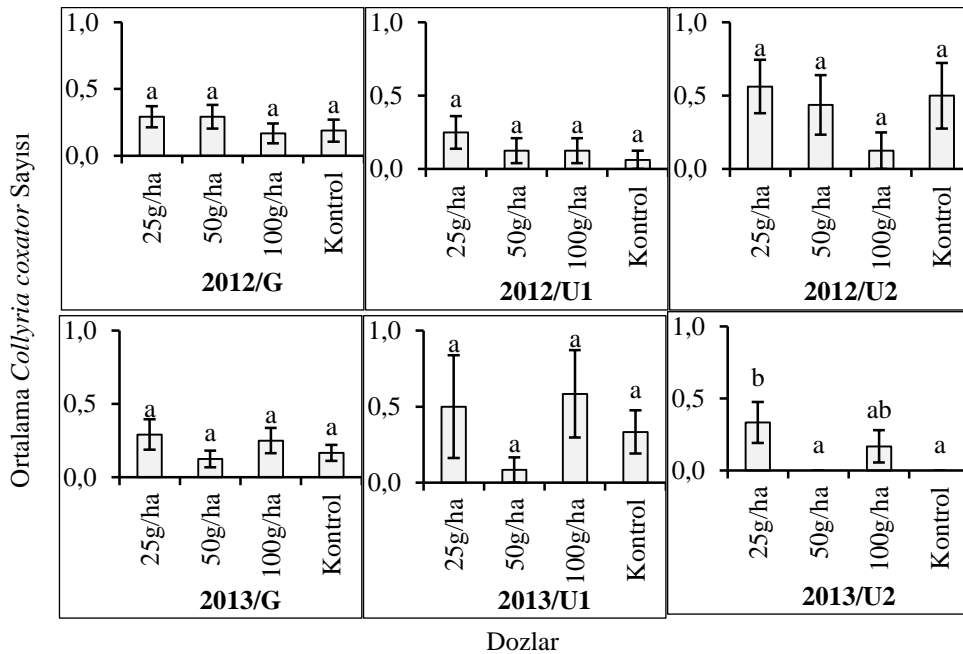 Ortalama Collyria coxator Sayısı
1,0
0,5
0,0
a a a a
25g/ha 50g/ha 100g/ha Kontrol
2012/G
1,0
0,5
0,0
a a a a
25g/ha 50g/ha 100g/ha Kontrol
2012/U1
1,0
0,5
0,0
a a a a
25g/ha 50g/ha 100g/ha Kontrol
2012/U2
1,0
0,5
0,0
a a a a
25g/ha 50g/ha 100g/ha Kontrol
2013/G
1,0
0,5
0,0
a a a a
25g/ha 50g/ha 100g/ha Kontrol
2013/U1
1,0
0,5
0,0
b a ab a
25g/ha 50g/ha 100g/ha Kontrol
2013/U2
Dozlar